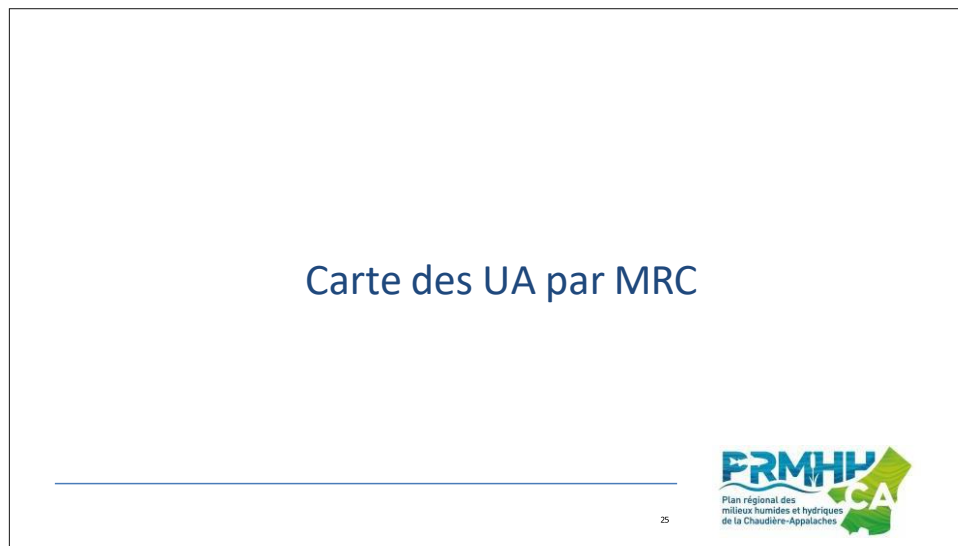 Carte des UA par MRC
PRMHH
CA
Plan régional des
milieux humides et hydriques
de la Chaudière-Appalaches
25